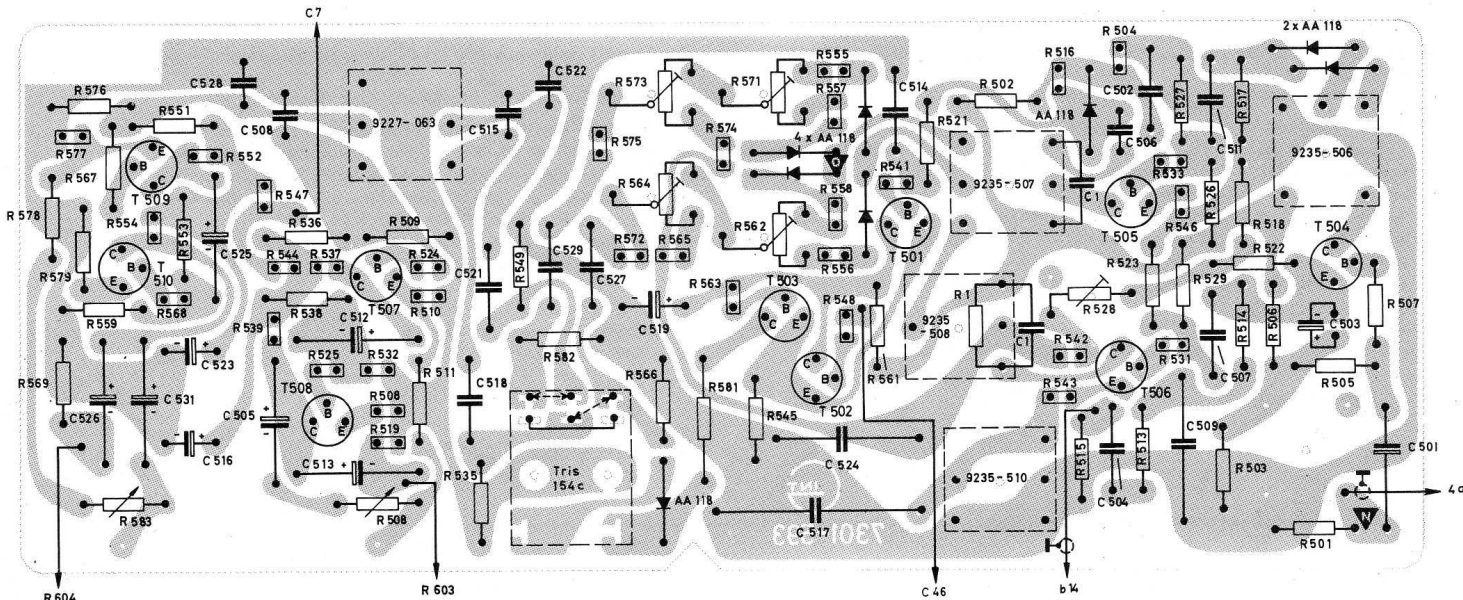 C7
2 x AA 118
R 504
R 516
R 555
C 522
R 573
R 571
C 528
R 576
R 557
C 514
R 502
C 502
R 527
R 517
R 551
C 508
9227-063
C 515
R 574
4 x AA 118
R 521
AA 118
C 506
C 511
9235-506
R 577
R 552
R 575
R 541
R 533
R 567
E
B
C
T 509
R 547
R 564
R 558
9235-507
C1
R 526
R 578
R 554
R 553
R 536
R 509
R 562
B
C
E
T 501
C
B
E
T 505
R 546
R 518
T 504
C
B
E
R 579
C
B
E
T 510
C 525
R 544
R 537
B
C
E
T 507
R 524
C 521
R 549
C 529
C 527
R 572
R 565
R 556
R 523
R 529
R 522
R 568
R 559
R 538
R 510
R 563
T 503
B
C
E
R 548
R 1
R 528
R 507
R 539
C 512
C 519
9235-508
C1
R 514
R 506
C 503
C 523
R 582
R 542
C
B
E
T 506
R 531
C 507
R 569
R 525
R 532
R 511
R 566
R 561
R 505
C 526
C 531
C 505
T 508
B
C
E
R 508
C 518
R 581
R 545
C
B
E
T 502
R 543
R 519
C 516
C 524
R 515
C 504
R 513
C 509
R 503
C 501
C 513
R 535
Tris 154c
9235-510
R 583
R 508
AA 118
JNT
4a
C 517
7301-333
N
R 501
R 604
R 603
C 46
b 14